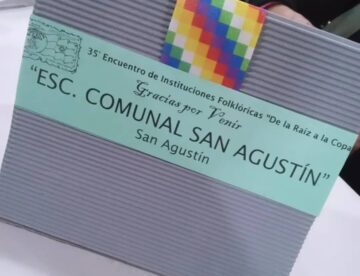 35° Encuentro de Instituciones Folklóricas "De la Raíz a la Copa
Gracias por Venir
"ESC. COMUNAL SAN AGUSTÍN"
San Agustín